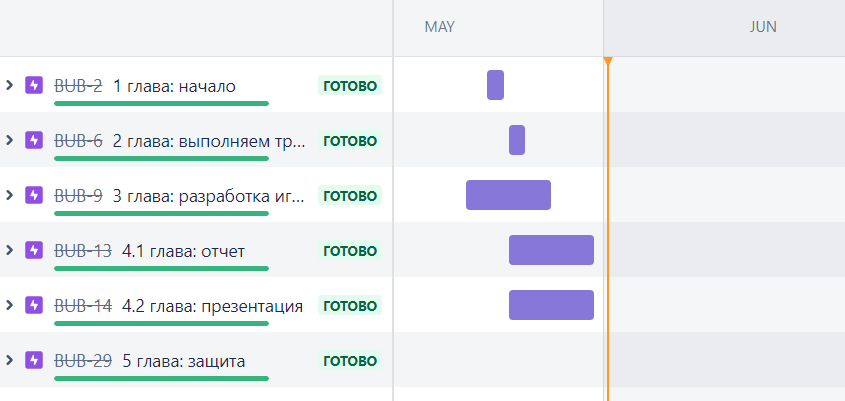 MAY JUN
BUB-2 1 глава: начало ГОТОВО
BUB-6 2 глава: выполняем тр... ГОТОВО
BUB-9 3 глава: разработка иг... ГОТОВО
BUB-13 4.1 глава: отчет ГОТОВО
BUB-14 4.2 глава: презентация ГОТОВО
BUB-29 5 глава: защита ГОТОВО